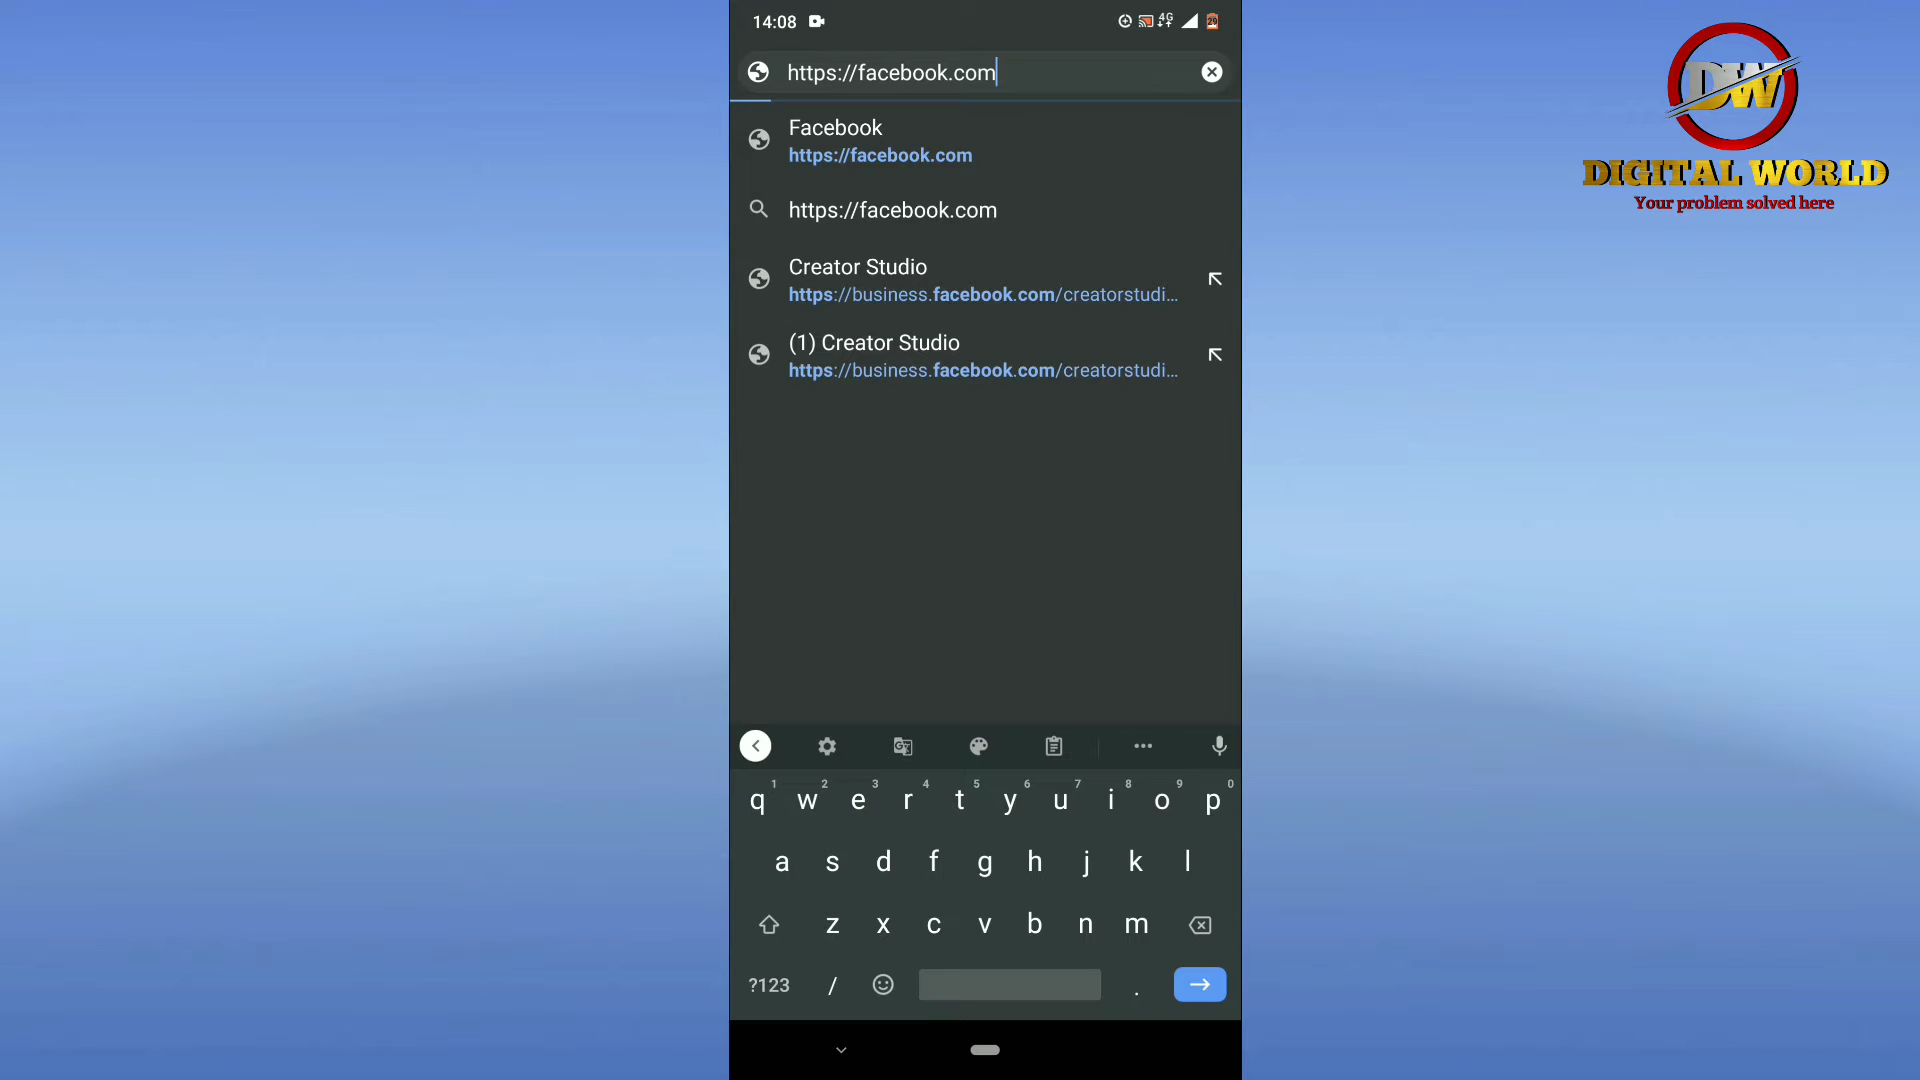 14:08
4G
29
https://facebook.com
DW
DIGITAL WORLD
Your problem solved here
Facebook
https://facebook.com
https://facebook.com
Creator Studio
https://business.facebook.com/creatorstudi...
(1) Creator Studio
https://business.facebook.com/creatorstudi...
q 1 w 2 e 3 r 4 t 5 y 6 u 7 i 8 o 9 p 0
a s d f g h j k l
z x c v b n m
?123 / .